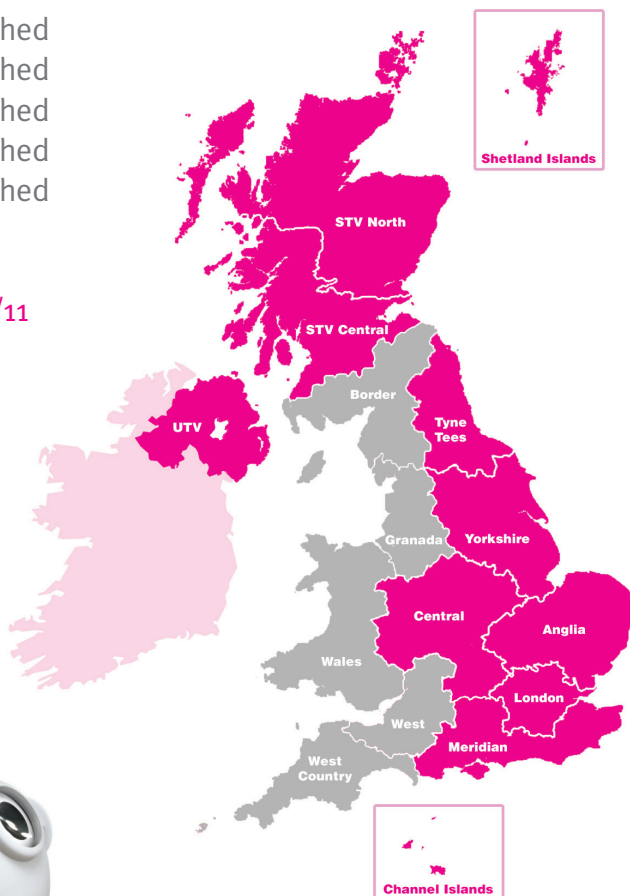 hed
hed
hed
hed
hed
/11
Shetland Islands
STV North
STV Central
Border
UTV
Tyne
Tees
Granada
Yorkshire
Central
Anglia
Wales
London
West
Meridian
West
Country
Channel Islands